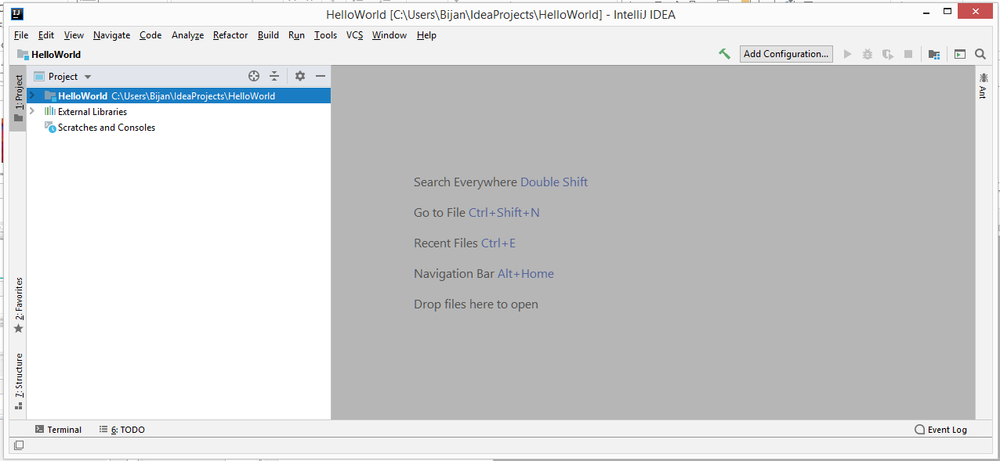 IJ
HelloWorld [C:\Users\Bijan\IdeaProjects\HelloWorld] - IntelliJ IDEA
File Edit View Navigate Code Analyze Refactor Build Run Tools VCS Window Help
HelloWorld
Add Configuration...
1: Project
Project
HelloWorld C:\Users\Bijan\IdeaProjects\HelloWorld
External Libraries
Scratches and Consoles
Ant
Search Everywhere Double Shift
Go to File Ctrl+Shift+N
Recent Files Ctrl+E
Navigation Bar Alt+Home
Drop files here to open
2: Favorites
7: Structure
Terminal 6: TODO Event Log